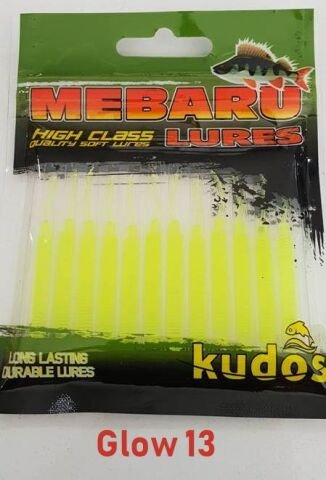 MEBARU
HIGH CLASS
QUALITY SOFT LURES
LURES
LONG LASTING
DURABLE LURES
kudos
Glow 13